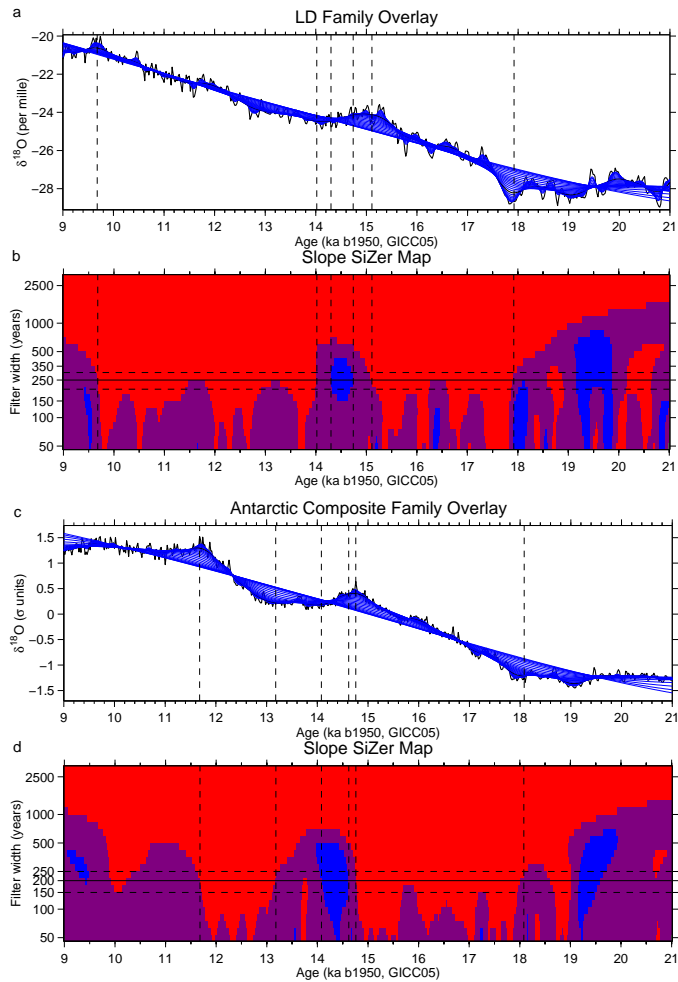 a
LD Family Overlay
−20
−22
−24
−26
−28
δ18O (per mille)
9 10 11 12 13 14 15 16 17 18 19 20 21
Age (ka b1950, GICC05)
b
Slope SiZer Map
2500
1000
500
350
250
150
100
50
Filter width (years)
9 10 11 12 13 14 15 16 17 18 19 20 21
Age (ka b1950, GICC05)
c
Antarctic Composite Family Overlay
1.5
1.0
0.5
0
−0.5
−1.0
−1.5
δ18O (σ units)
9 10 11 12 13 14 15 16 17 18 19 20 21
Age (ka b1950, GICC05)
d
Slope SiZer Map
2500
1000
500
250
200
150
100
50
Filter width (years)
9 10 11 12 13 14 15 16 17 18 19 20 21
Age (ka b1950, GICC05)